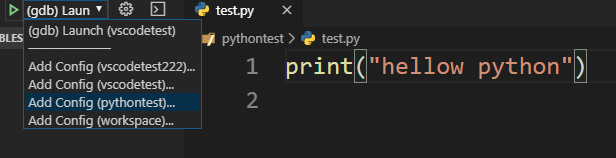 (gdb) Laun
test.py
(gdb) Launch (vscodetest)
BLES
pythontest > test.py
Add Config (vscodetest222)...
Add Config (vscodetest)...
Add Config (pythontest)...
Add Config (workspace)...
1 print("hellow python")
2